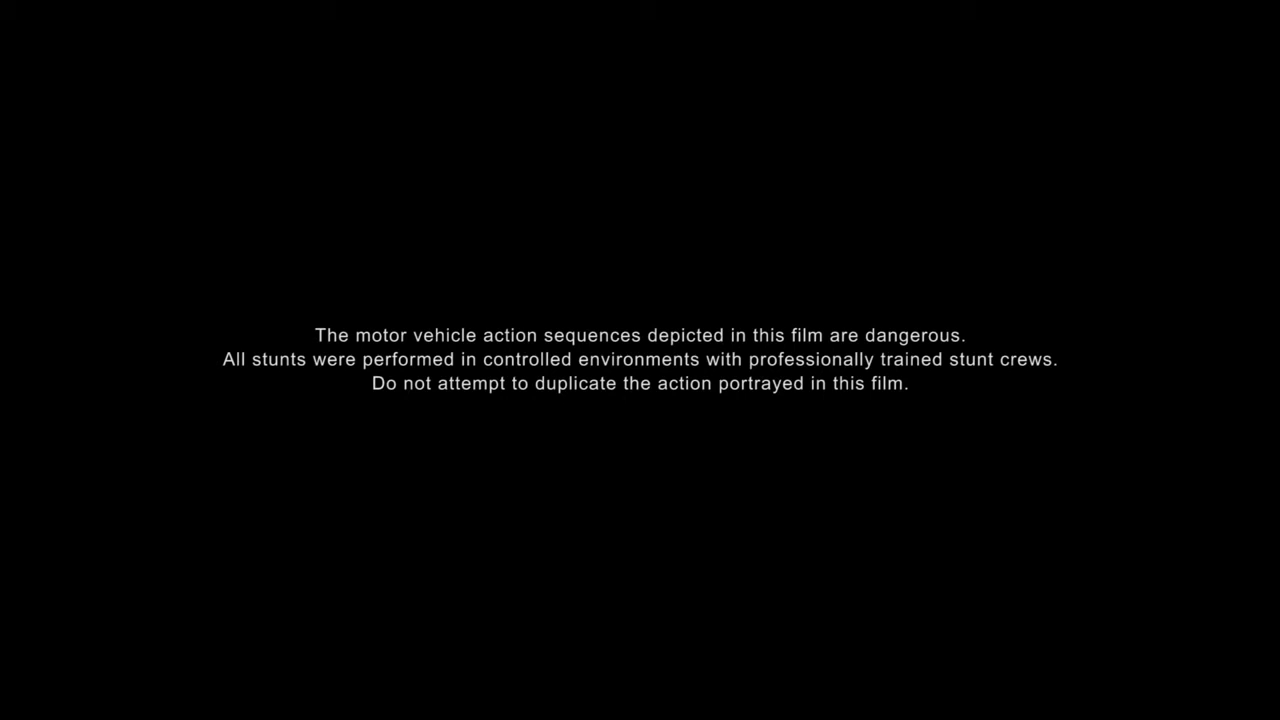 The motor vehicle action sequences depicted in this film are dangerous.
All stunts were performed in controlled environments with professionally trained stunt crews.
Do not attempt to duplicate the action portrayed in this film.